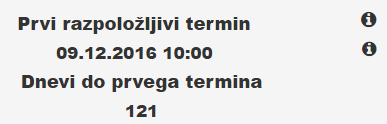 Prvi razpoložljivi termin
09.12.2016 10:00
Dnevi do prvega termina
121